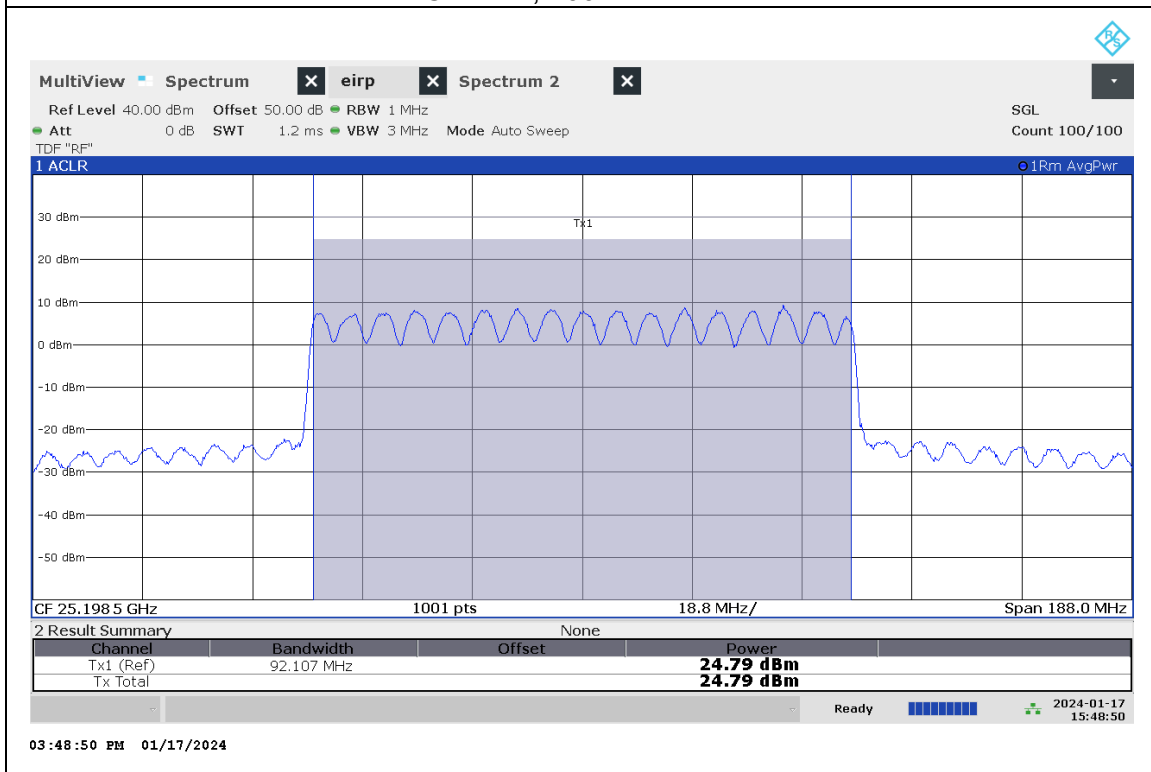 R&S
MultiView Spectrum X eirp X Spectrum 2 X
Ref Level 40.00 dBm Offset 50.00 dB RBW 1 MHz SGL
Att 0 dB SWT 1.2 ms VBW 3 MHz Mode Auto Sweep Count 100/100
TDF "RF"
1 ACLR 1Rm AvgPwr
30 dBm
Tx1
20 dBm
10 dBm
0 dBm
-10 dBm
-20 dBm
-30 dBm
-40 dBm
-50 dBm
CF 25.1985 GHz 1001 pts 18.8 MHz/ Span 188.0 MHz
2 Result Summary None
Channel Bandwidth Offset Power
Tx1 (Ref) 92.107 MHz 24.79 dBm
Tx Total 24.79 dBm
Ready 2024-01-17
15:48:50
03:48:50 PM 01/17/2024